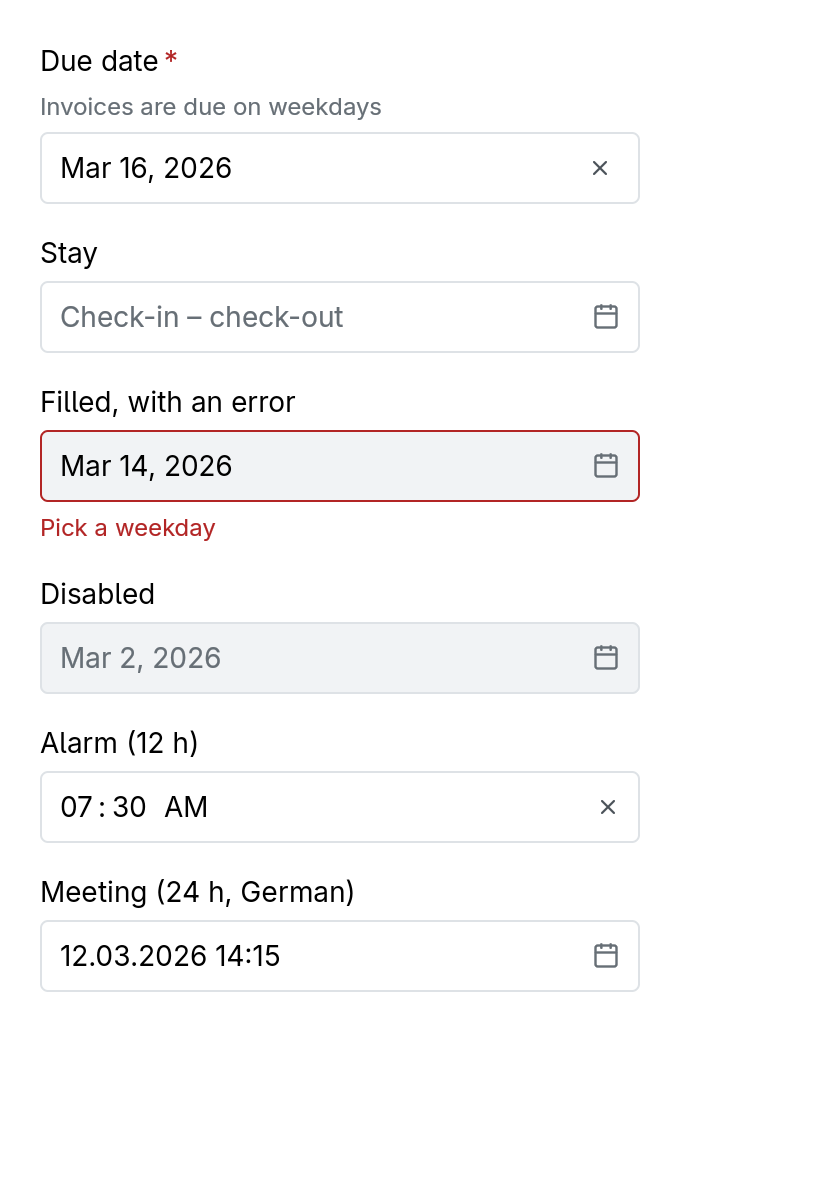 Due date *
Invoices are due on weekdays
Mar 16, 2026
Stay
Check-in – check-out
Filled, with an error
Mar 14, 2026
Pick a weekday
Disabled
Mar 2, 2026
Alarm (12 h)
07 : 30 AM
Meeting (24 h, German)
12.03.2026 14:15